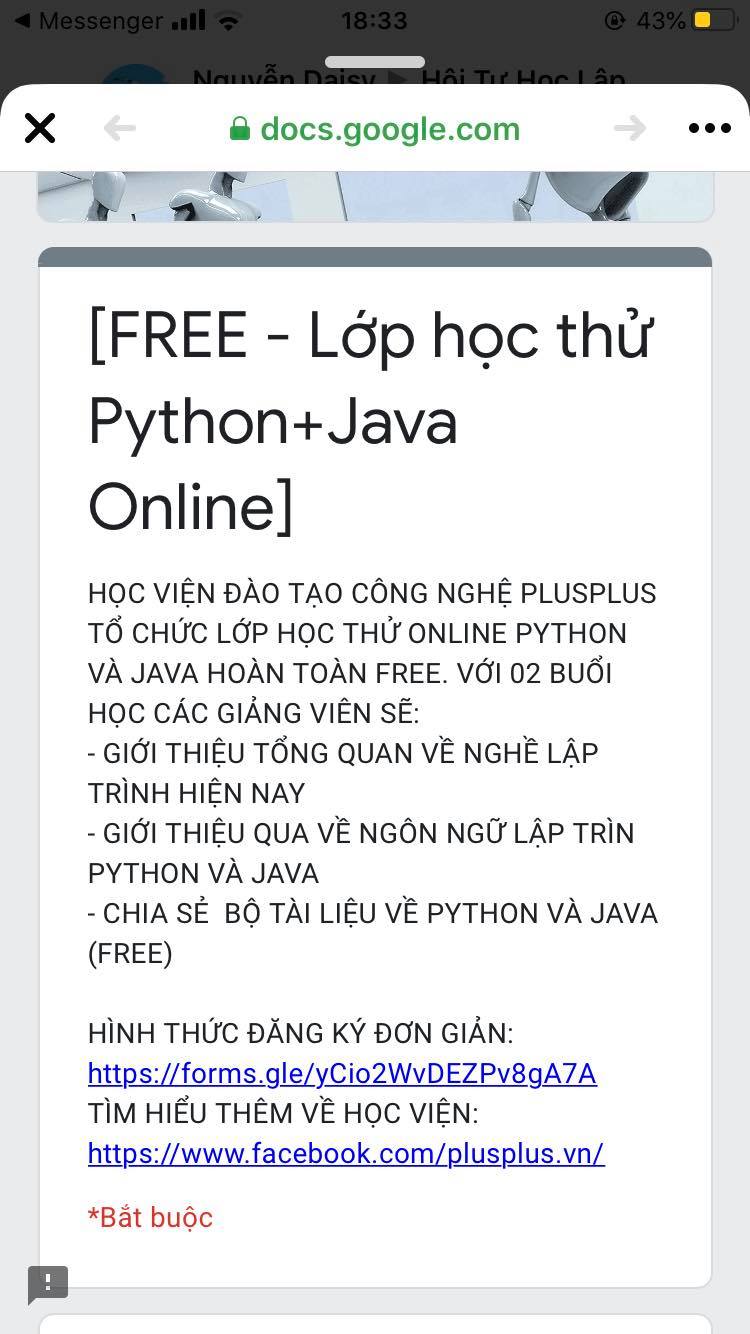 Messenger
18:33
43%
Nguyễn Daisy ▶ Hội Tự Học Lập
docs.google.com
[FREE - Lớp học thử
Python+Java
Online]
HỌC VIỆN ĐÀO TẠO CÔNG NGHỆ PLUSPLUS
TỔ CHỨC LỚP HỌC THỬ ONLINE PYTHON
VÀ JAVA HOÀN TOÀN FREE. VỚI 02 BUỔI
HỌC CÁC GIẢNG VIÊN SẼ:
- GIỚI THIỆU TỔNG QUAN VỀ NGHỀ LẬP
TRÌNH HIỆN NAY
- GIỚI THIỆU QUA VỀ NGÔN NGỮ LẬP TRÌN
PYTHON VÀ JAVA
- CHIA SẺ  BỘ TÀI LIỆU VỀ PYTHON VÀ JAVA
(FREE)
HÌNH THỨC ĐĂNG KÝ ĐƠN GIẢN:
https://forms.gle/yCio2WvDEZPv8gA7A
TÌM HIỂU THÊM VỀ HỌC VIỆN:
https://www.facebook.com/plusplus.vn/
*Bắt buộc